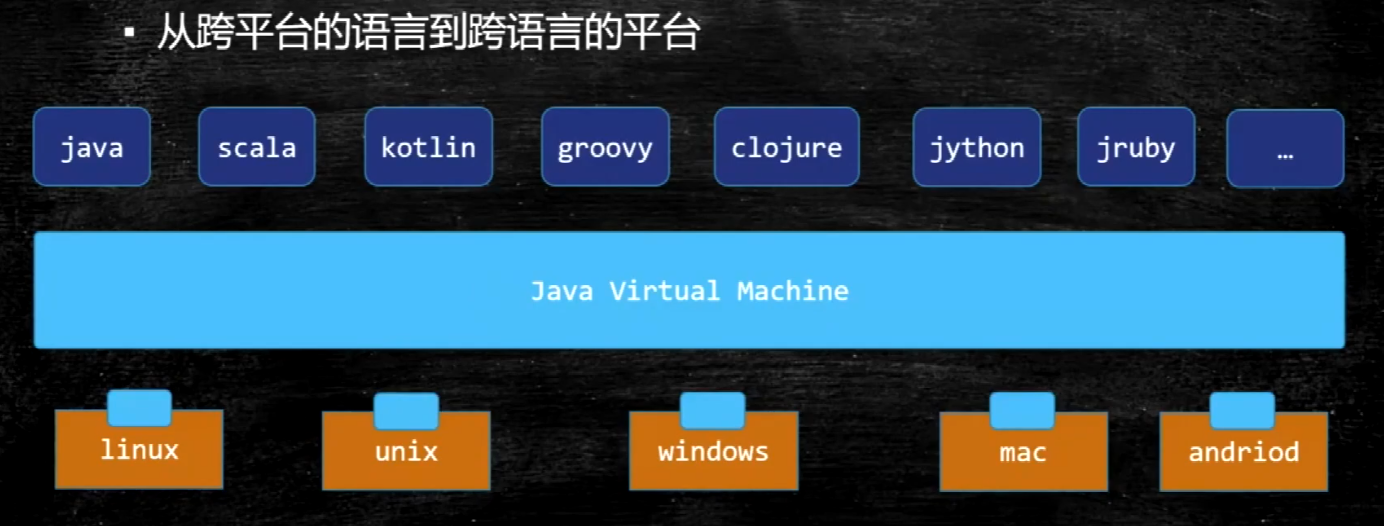 ▪ 从跨平台的语言到跨语言的平台
java scala kotlin groovy clojure jython jruby …
Java Virtual Machine
linux unix windows mac andriod